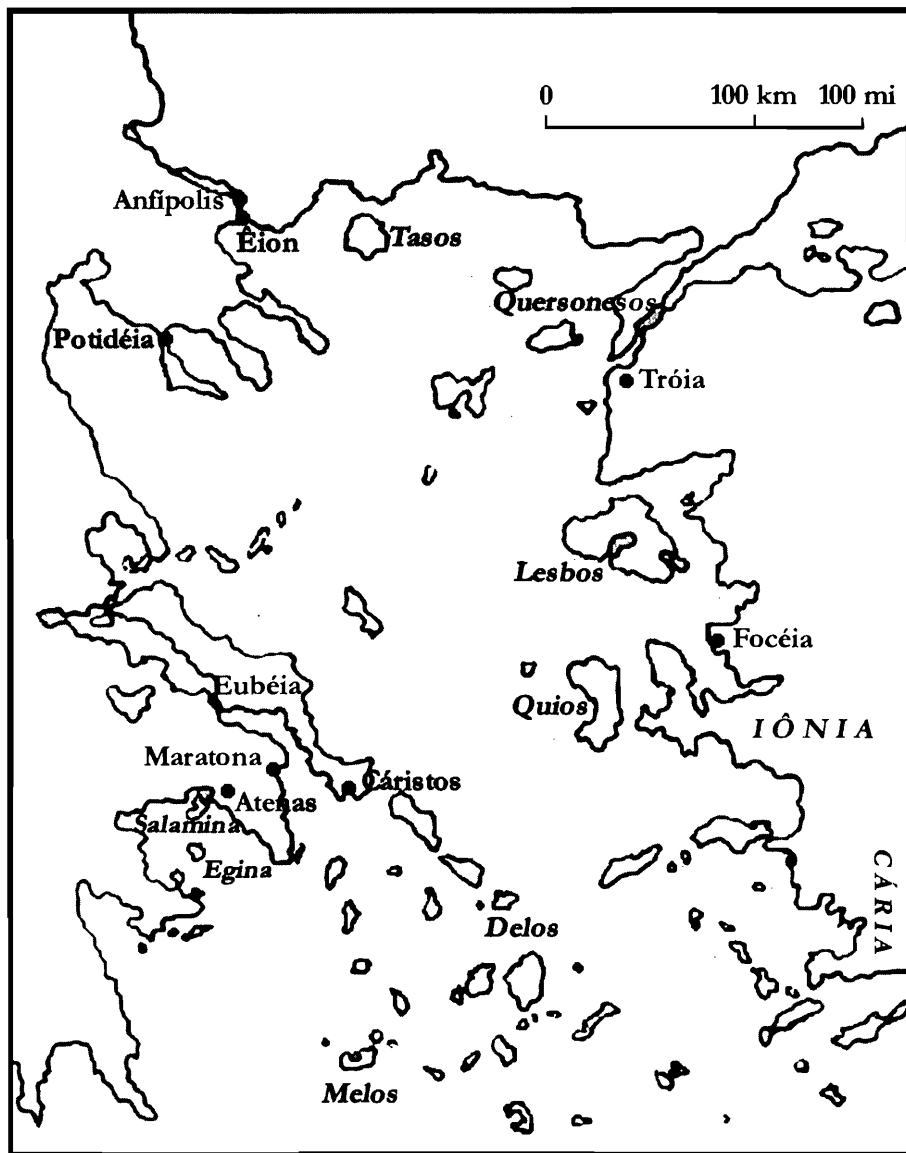 0 100 km 100 mi
Anfípolis
Êion
Tasos
Quersonesos
Potidéia
Tróia
Lesbos
Focéia
Eubéia
Quios
IÔNIA
Maratona
Cáristos
Atenas
Salamina
Egina
CÁRIA
Delos
Melos